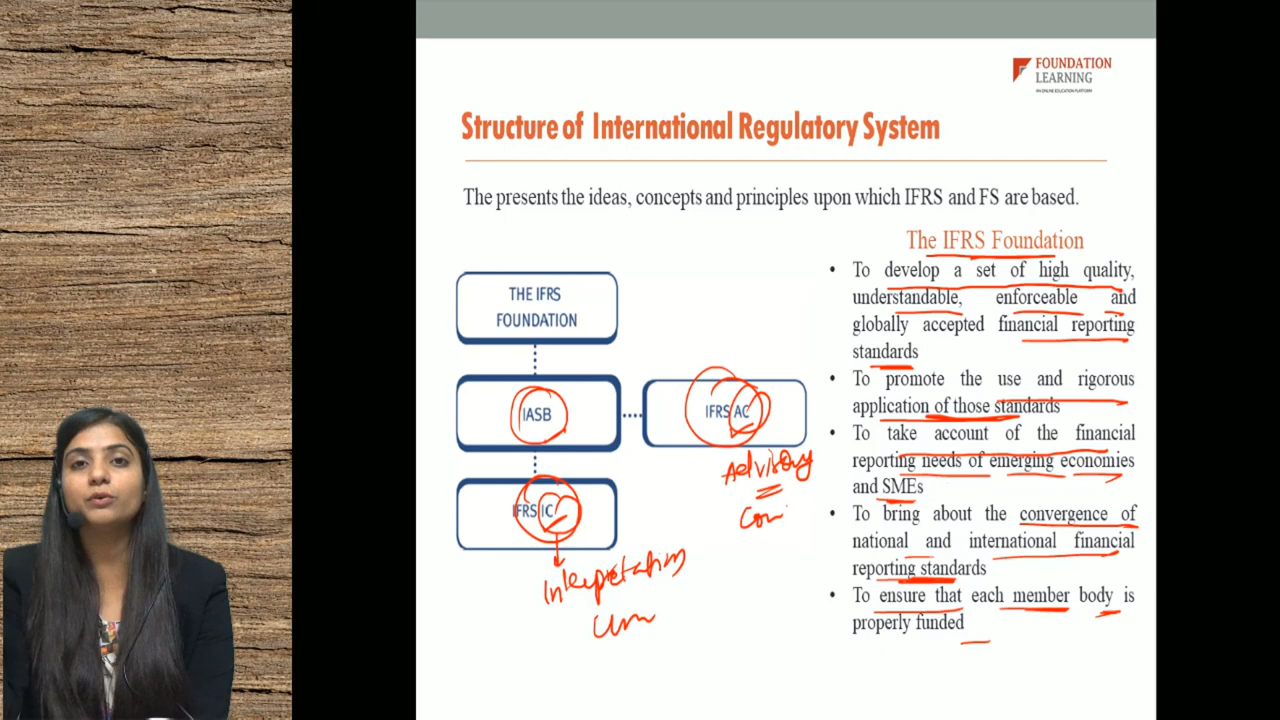 FOUNDATION
LEARNING
AN ONLINE EDUCATION PLATFORM
Structure of International Regulatory System
The presents the ideas, concepts and principles upon which IFRS and FS are based.
THE IFRS
FOUNDATION
IASB
IFRS AC
Advisory
IFRS IC
Interpretations
The IFRS Foundation
• To develop a set of high quality,
understandable, enforceable and
globally accepted financial reporting
standards
• To promote the use and rigorous
application of those standards
• To take account of the financial
reporting needs of emerging economies
and SMEs
• To bring about the convergence of
national and international financial
reporting standards
• To ensure that each member body is
properly funded